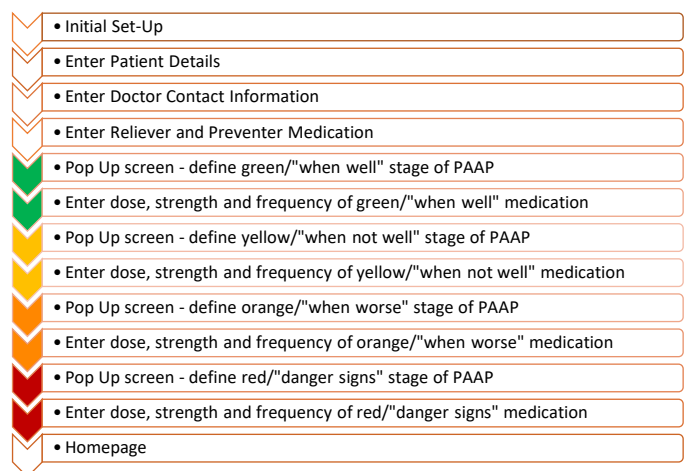 • Initial Set-Up
• Enter Patient Details
• Enter Doctor Contact Information
• Enter Reliever and Preventer Medication
• Pop Up screen - define green/"when well" stage of PAAP
• Enter dose, strength and frequency of green/"when well" medication
• Pop Up screen - define yellow/"when not well" stage of PAAP
• Enter dose, strength and frequency of yellow/"when not well" medication
• Pop Up screen - define orange/"when worse" stage of PAAP
• Enter dose, strength and frequency of orange/"when worse" medication
• Pop Up screen - define red/"danger signs" stage of PAAP
• Enter dose, strength and frequency of red/"danger signs" medication
• Homepage